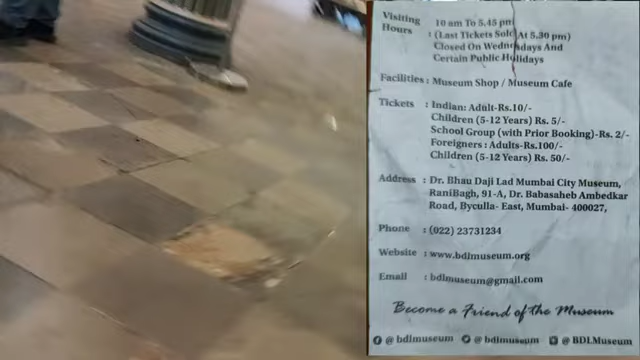 Visiting Hours : 10 am To 5.45 pm
(Last Tickets Sold At 5.30 pm)
Closed On Wednesdays And
Certain Public Holidays
Facilities : Museum Shop / Museum Cafe
Tickets : Indian: Adult-Rs.10/-
Children (5-12 Years) Rs. 5/-
School Group (with Prior Booking)-Rs. 2/-
Foreigners : Adults-Rs.100/-
Children (5-12 Years) Rs. 50/-
Address : Dr. Bhau Daji Lad Mumbai City Museum,
RaniBagh, 91-A, Dr. Babasaheb Ambedkar
Road, Byculla- East, Mumbai- 400027,
Phone : (022) 23731234
Website : www.bdlmuseum.org
Email : bdlmuseum@gmail.com
Become a Friend of the Museum
@ bdlmuseum @ bdlmuseum @ BDLMuseum